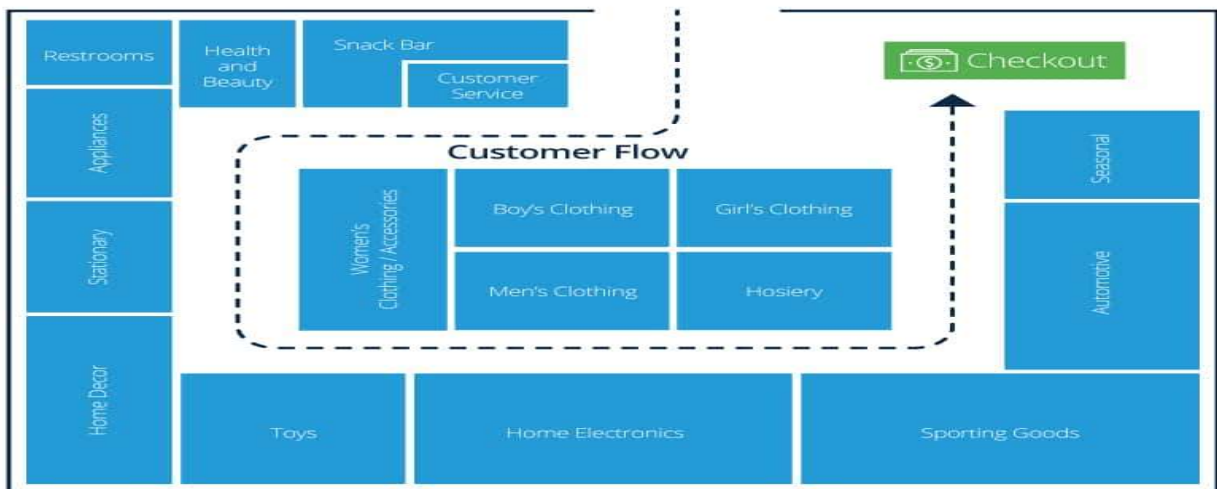 Restrooms
Health
and
Beauty
Snack Bar
Customer
Service
Checkout
Appliances
Customer Flow
Seasonal
Women's
Clothing / Accessories
Boy's Clothing
Girl's Clothing
Stationary
Men's Clothing
Hosiery
Automotive
Home Decor
Toys
Home Electronics
Sporting Goods